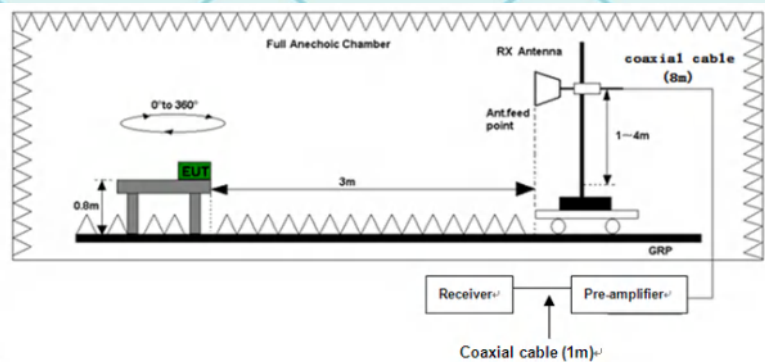 Full Anechoic Chamber
RX Antenna
coaxial cable
(8m)
0°to 360°
Ant.feed
point
1~4m
EUT
3m
0.8m
GRP
Receiver↵
Pre-amplifier↵
Coaxial cable (1m)↵